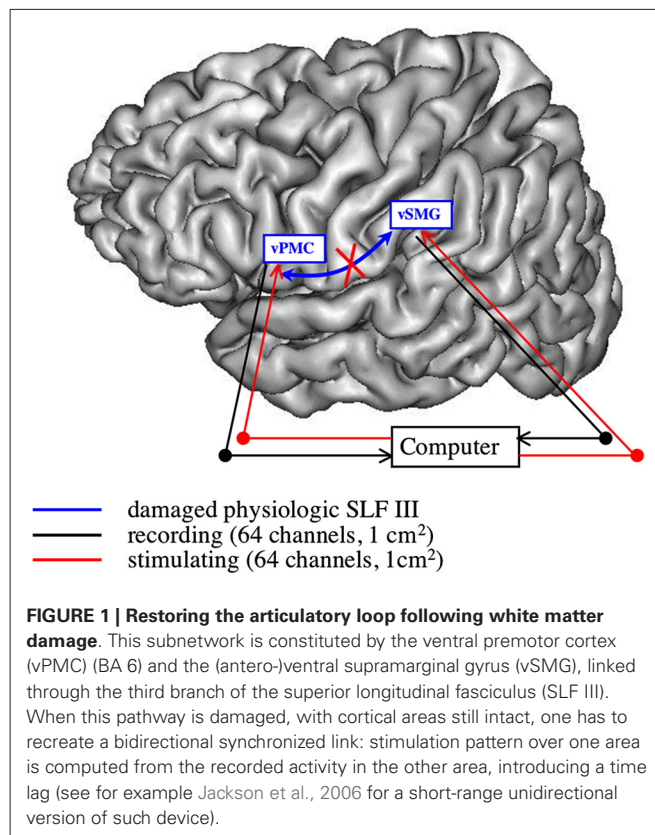 vSMG
vPMC
Computer
damaged physiologic SLF III
recording (64 channels, 1 cm²)
stimulating (64 channels, 1cm²)
FIGURE 1 | Restoring the articulatory loop following white matter
damage. This subnetwork is constituted by the ventral premotor cortex
(vPMC) (BA 6) and the (antero-)ventral supramarginal gyrus (vSMG), linked
through the third branch of the superior longitudinal fasciculus (SLF III).
When this pathway is damaged, with cortical areas still intact, one has to
recreate a bidirectional synchronized link: stimulation pattern over one area
is computed from the recorded activity in the other area, introducing a time
lag (see for example Jackson et al., 2006 for a short-range unidirectional
version of such device).